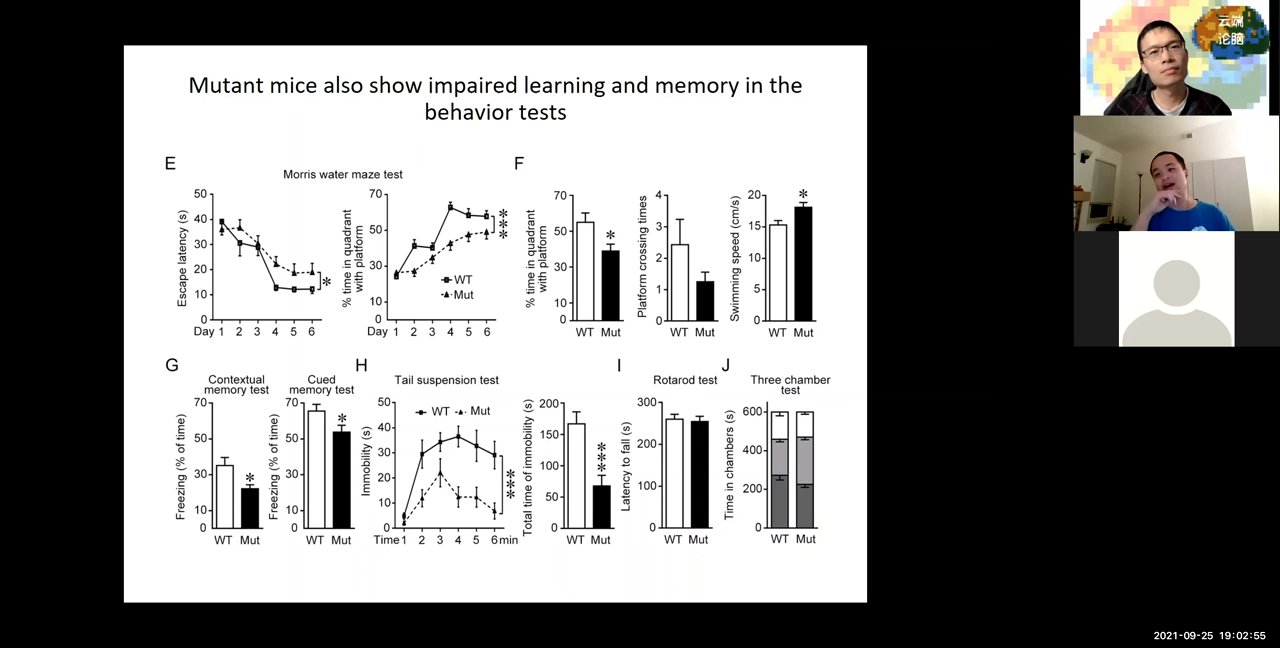 Mutant mice also show impaired learning and memory in the
behavior tests
E
Morris water maze test
Escape latency (s)
50
40
30
20
10
0
Day 1 2 3 4 5 6
*
% time in quadrant
with platform
70
50
30
10
0
WT
Mut
Day 1 2 3 4 5 6
***
F
% time in quadrant
with platform
70
50
30
10
0
*
WT Mut
Platform crossing times
4
3
2
1
0
WT Mut
Swimming speed (cm/s)
20
15
10
5
0
*
WT Mut
G
Contextual
memory test
Freezing (% of time)
70
50
30
10
0
*
WT Mut
Cued
memory test
Freezing (% of time)
70
50
30
10
0
*
WT Mut
H
Tail suspension test
Immobility (s)
50
40
30
20
10
0
WT Mut
Time 1 2 3 4 5 6 min
***
Total time of immobility (s)
200
150
100
50
0
***
WT Mut
I
Rotarod test
Latency to fall (s)
300
200
100
0
WT Mut
J
Three chamber
test
Time in chambers (s)
600
400
200
0
WT Mut
云端
论脑
2021-09-25 19:02:55